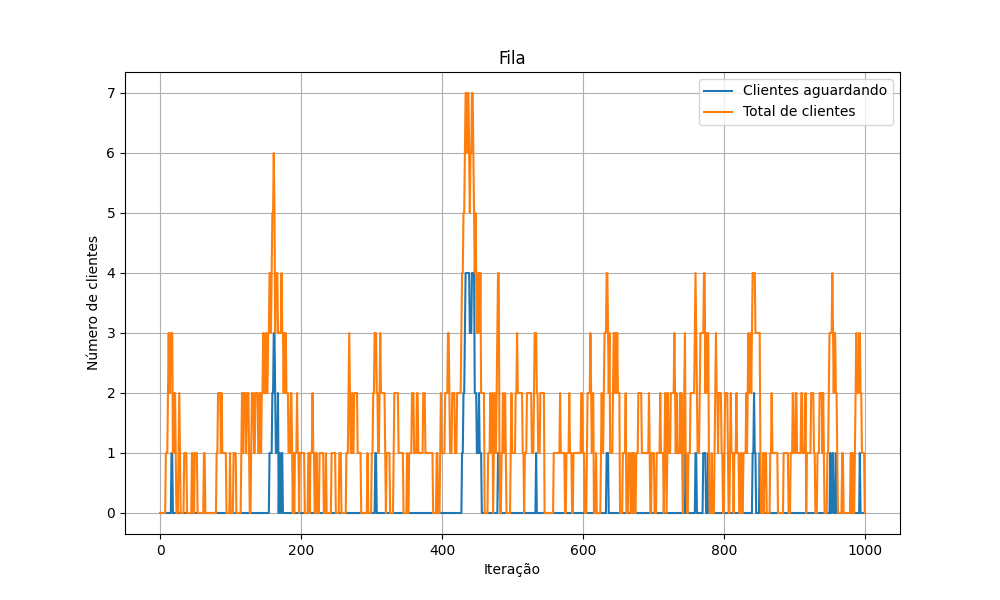 Fila
Clientes aguardando
Total de clientes
Número de clientes
7
6
5
4
3
2
1
0
0 200 400 600 800 1000
Iteração